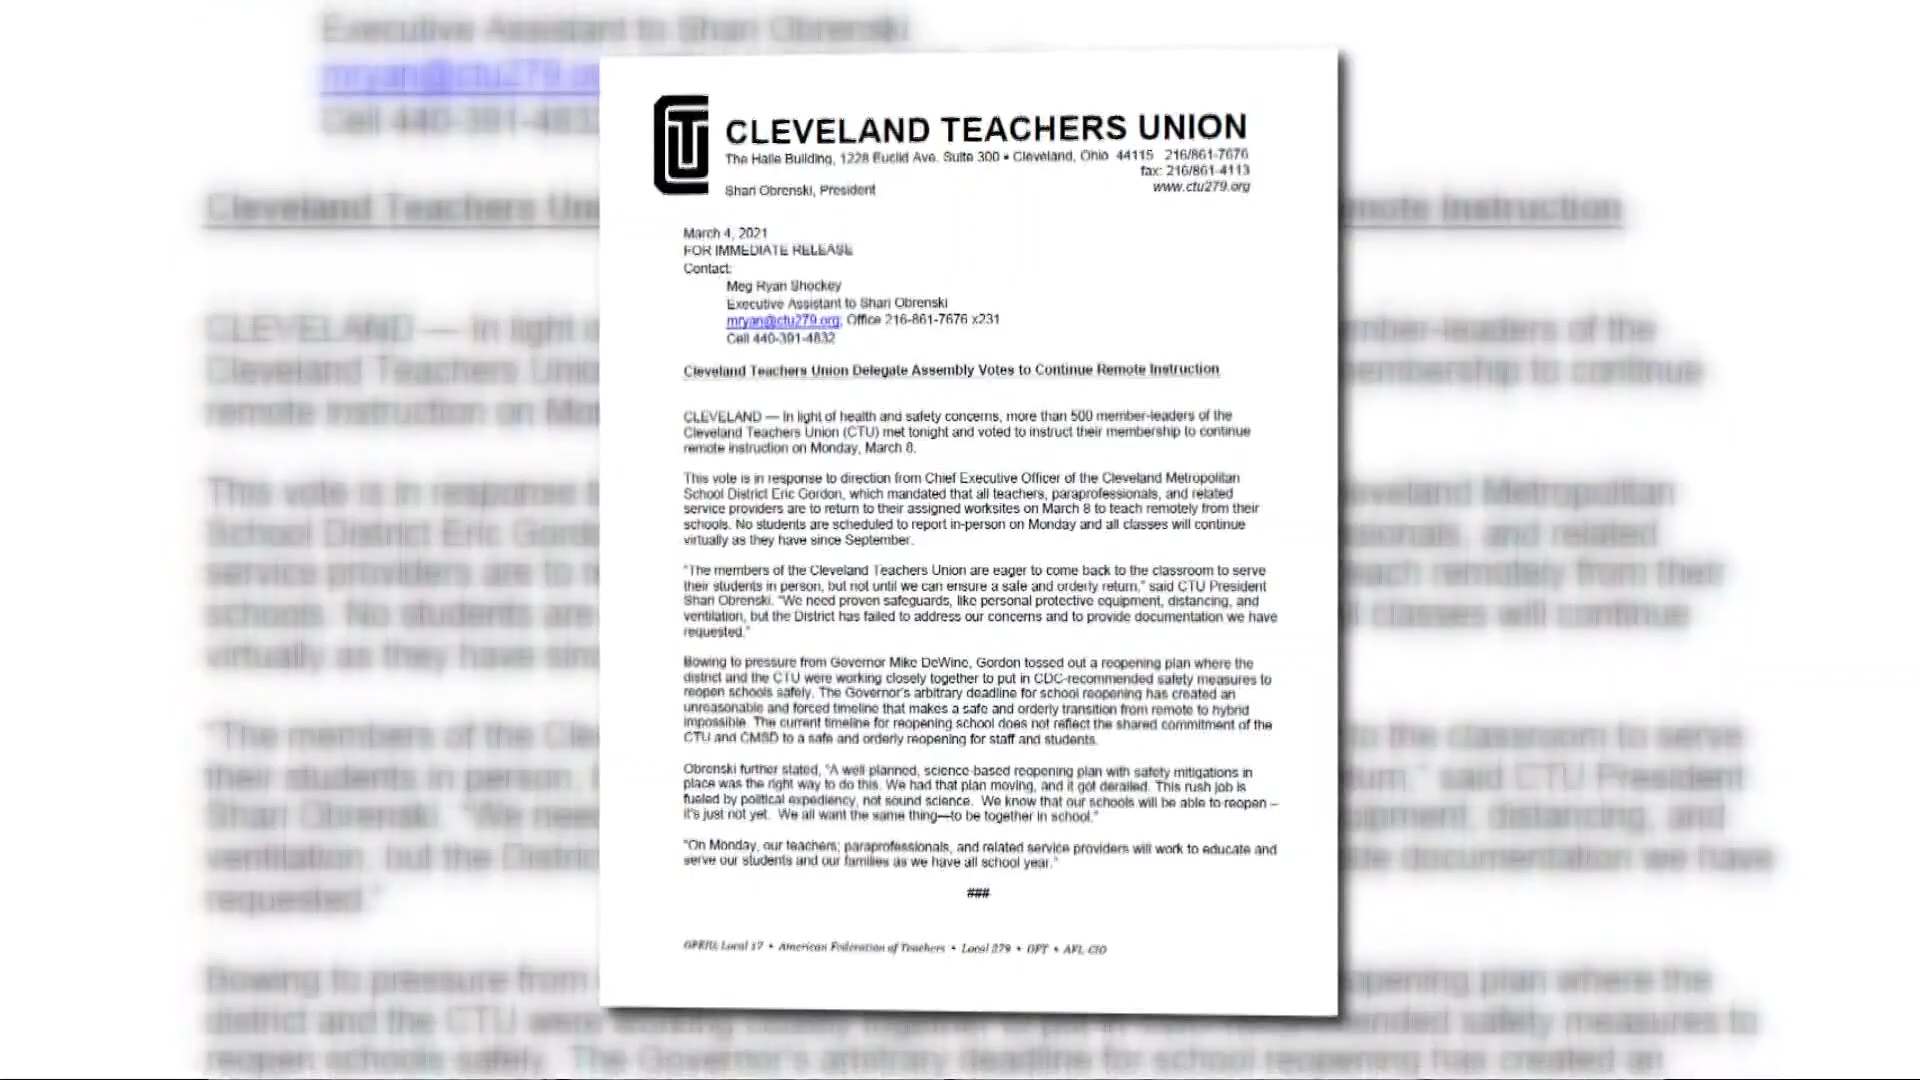 CLEVELAND TEACHERS UNION
The Halle Building, 1228 Euclid Ave. Suite 300 • Cleveland, Ohio 44115 216/861-7676
fax: 216/861-4113
Shari Obrenski, President
www.ctu279.org
March 4, 2021
FOR IMMEDIATE RELEASE
Contact:
Meg Ryan Shockey
Executive Assistant to Shari Obrenski
mryan@ctu279.org; Office 216-861-7676 x231
Cell 440-391-4832
Cleveland Teachers Union Delegate Assembly Votes to Continue Remote Instruction
CLEVELAND — In light of health and safety concerns, more than 500 member-leaders of the
Cleveland Teachers Union (CTU) met tonight and voted to instruct their membership to continue
remote instruction on Monday, March 8.
This vote is in response to direction from Chief Executive Officer of the Cleveland Metropolitan
School District Eric Gordon, which mandated that all teachers, paraprofessionals, and related
service providers are to return to their assigned worksites on March 8 to teach remotely from their
schools. No students are scheduled to report in-person on Monday and all classes will continue
virtually as they have since September.
"The members of the Cleveland Teachers Union are eager to come back to the classroom to serve
their students in person, but not until we can ensure a safe and orderly return," said CTU President
Shari Obrenski. "We need proven safeguards, like personal protective equipment, distancing, and
ventilation, but the District has failed to address our concerns and to provide documentation we have
requested."
Bowing to pressure from Governor Mike DeWine, Gordon tossed out a reopening plan where the
district and the CTU were working closely together to put in CDC-recommended safety measures to
reopen schools safely. The Governor's arbitrary deadline for school reopening has created an
unreasonable and forced timeline that makes a safe and orderly transition from remote to hybrid
impossible. The current timeline for reopening school does not reflect the shared commitment of the
CTU and CMSD to a safe and orderly reopening for staff and students.
Obrenski further stated, "A well planned, science-based reopening plan with safety mitigations in
place was the right way to do this. We had that plan moving, and it got derailed. This rush job is
fueled by political expediency, not sound science. We know that our schools will be able to reopen –
it's just not yet. We all want the same thing—to be together in school."
"On Monday, our teachers; paraprofessionals, and related service providers will work to educate and
serve our students and our families as we have all school year."
###
OPEIU Local 17 • American Federation of Teachers • Local 279 • OFT • AFL-CIO